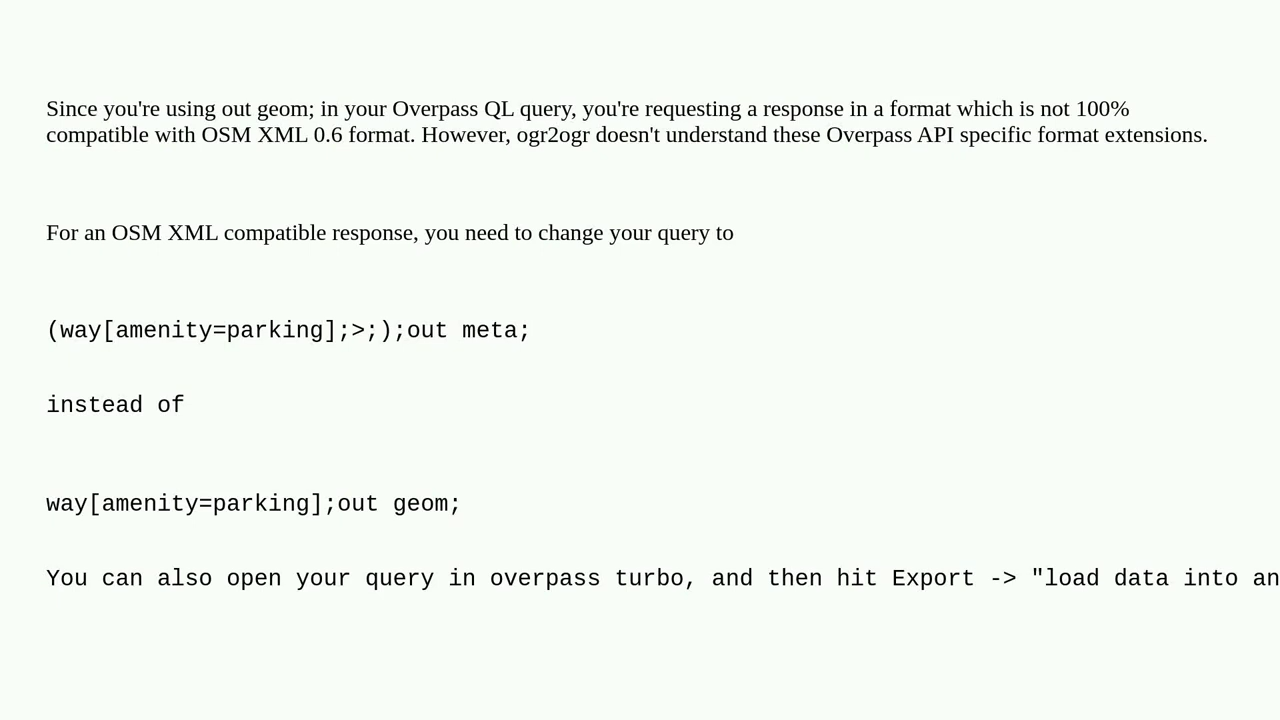 Since you're using out geom; in your Overpass QL query, you're requesting a response in a format which is not 100%
compatible with OSM XML 0.6 format. However, ogr2ogr doesn't understand these Overpass API specific format extensions.
For an OSM XML compatible response, you need to change your query to
(way[amenity=parking];>;);out meta;
instead of
way[amenity=parking];out geom;
You can also open your query in overpass turbo, and then hit Export -> "load data into an